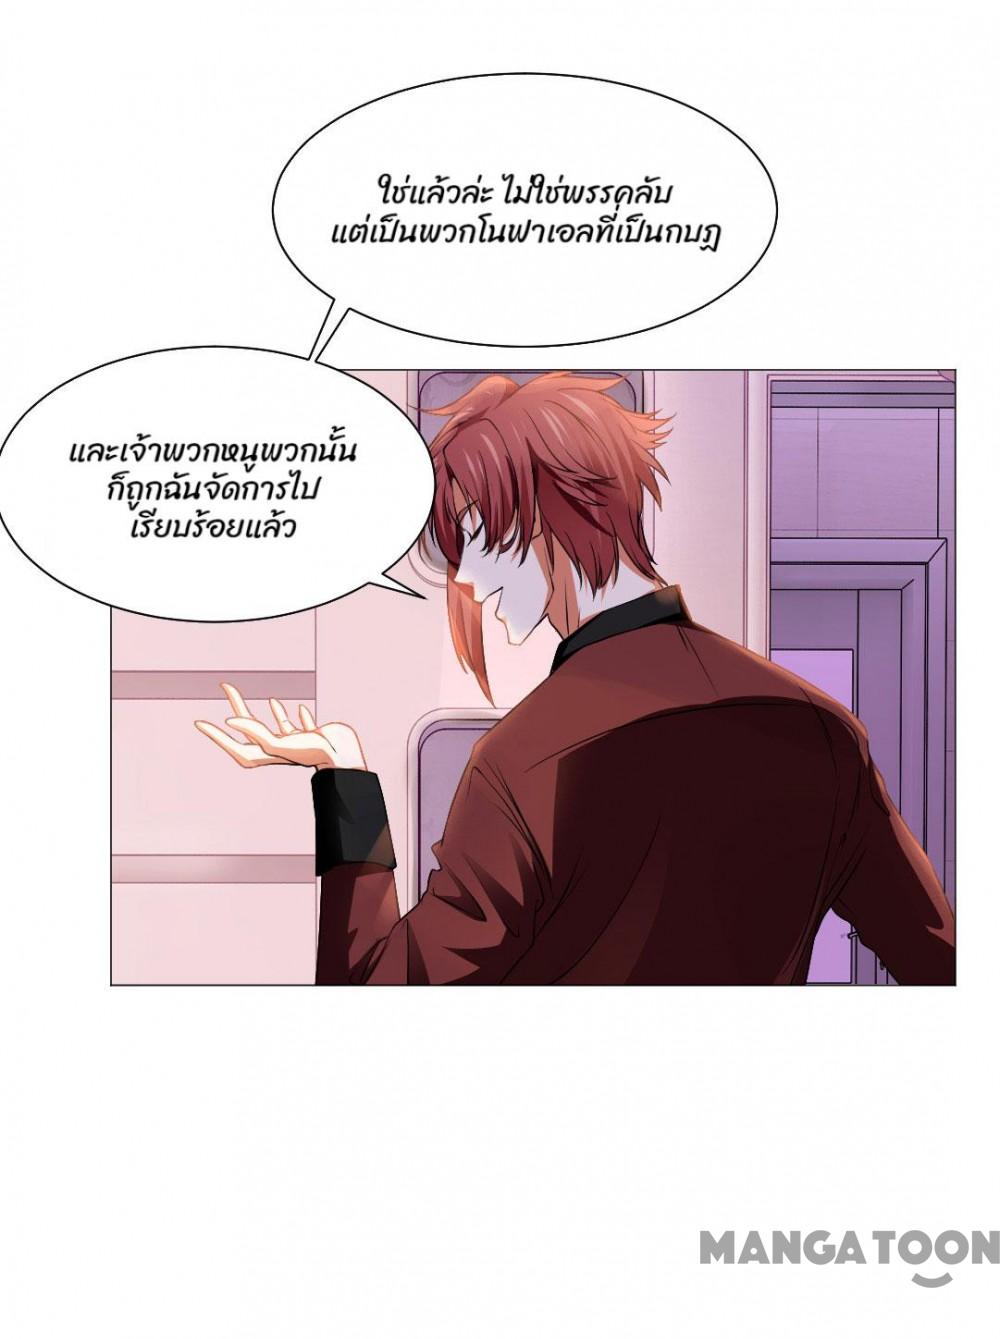 ใช่แล้วล่ะ ไม่ใช่พรรคลับ
แต่เป็นพวกโนฟาเอลที่เป็นกบฏ
และเจ้าพวกหนูพวกนั้น
ก็ถูกฉันจัดการไป
เรียบร้อยแล้ว
MANGATOON